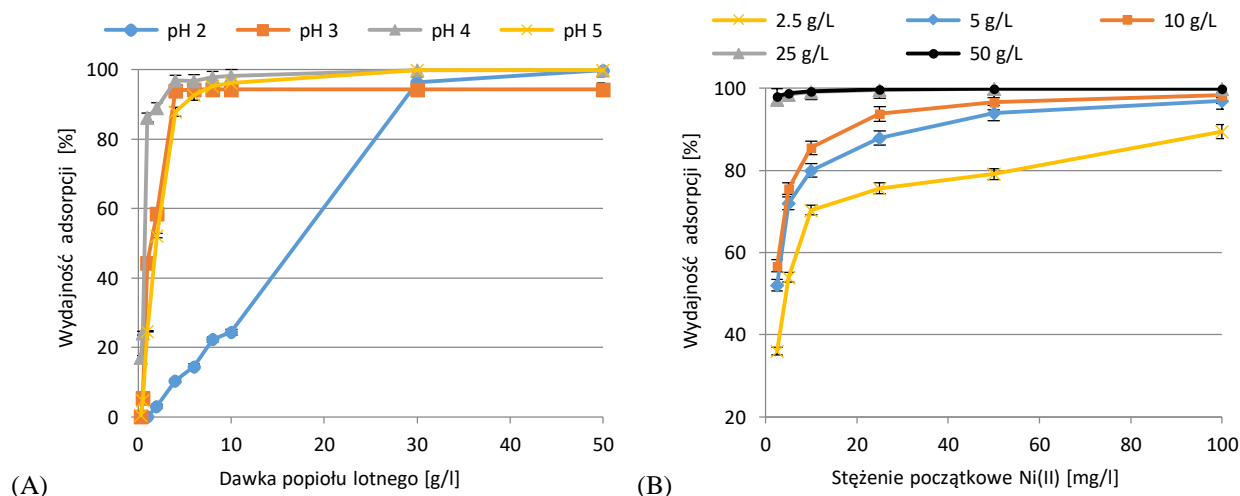 pH 2 pH 3 pH 4 pH 5
100
80
60
40
20
0
0 10 20 30 40 50
Wydajność adsorpcji [%]
Dawka popiołu lotnego [g/l]
(A)
2.5 g/L 5 g/L 10 g/L
25 g/L 50 g/L
100
80
60
40
20
0 20 40 60 80 100
Wydajność adsorpcji [%]
Stężenie początkowe Ni(II) [mg/l]
(B)